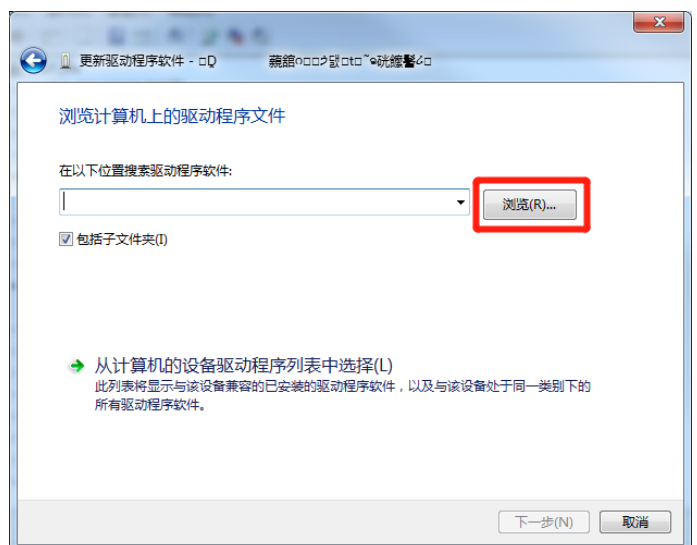 更新驱动程序软件 -
浏览计算机上的驱动程序文件
在以下位置搜索驱动程序软件:
浏览(R)...
包括子文件夹(I)
从计算机的设备驱动程序列表中选择(L)
此列表将显示与该设备兼容的已安装的驱动程序软件，以及与该设备处于同一类别下的
所有驱动程序软件。
下一步(N) 取消